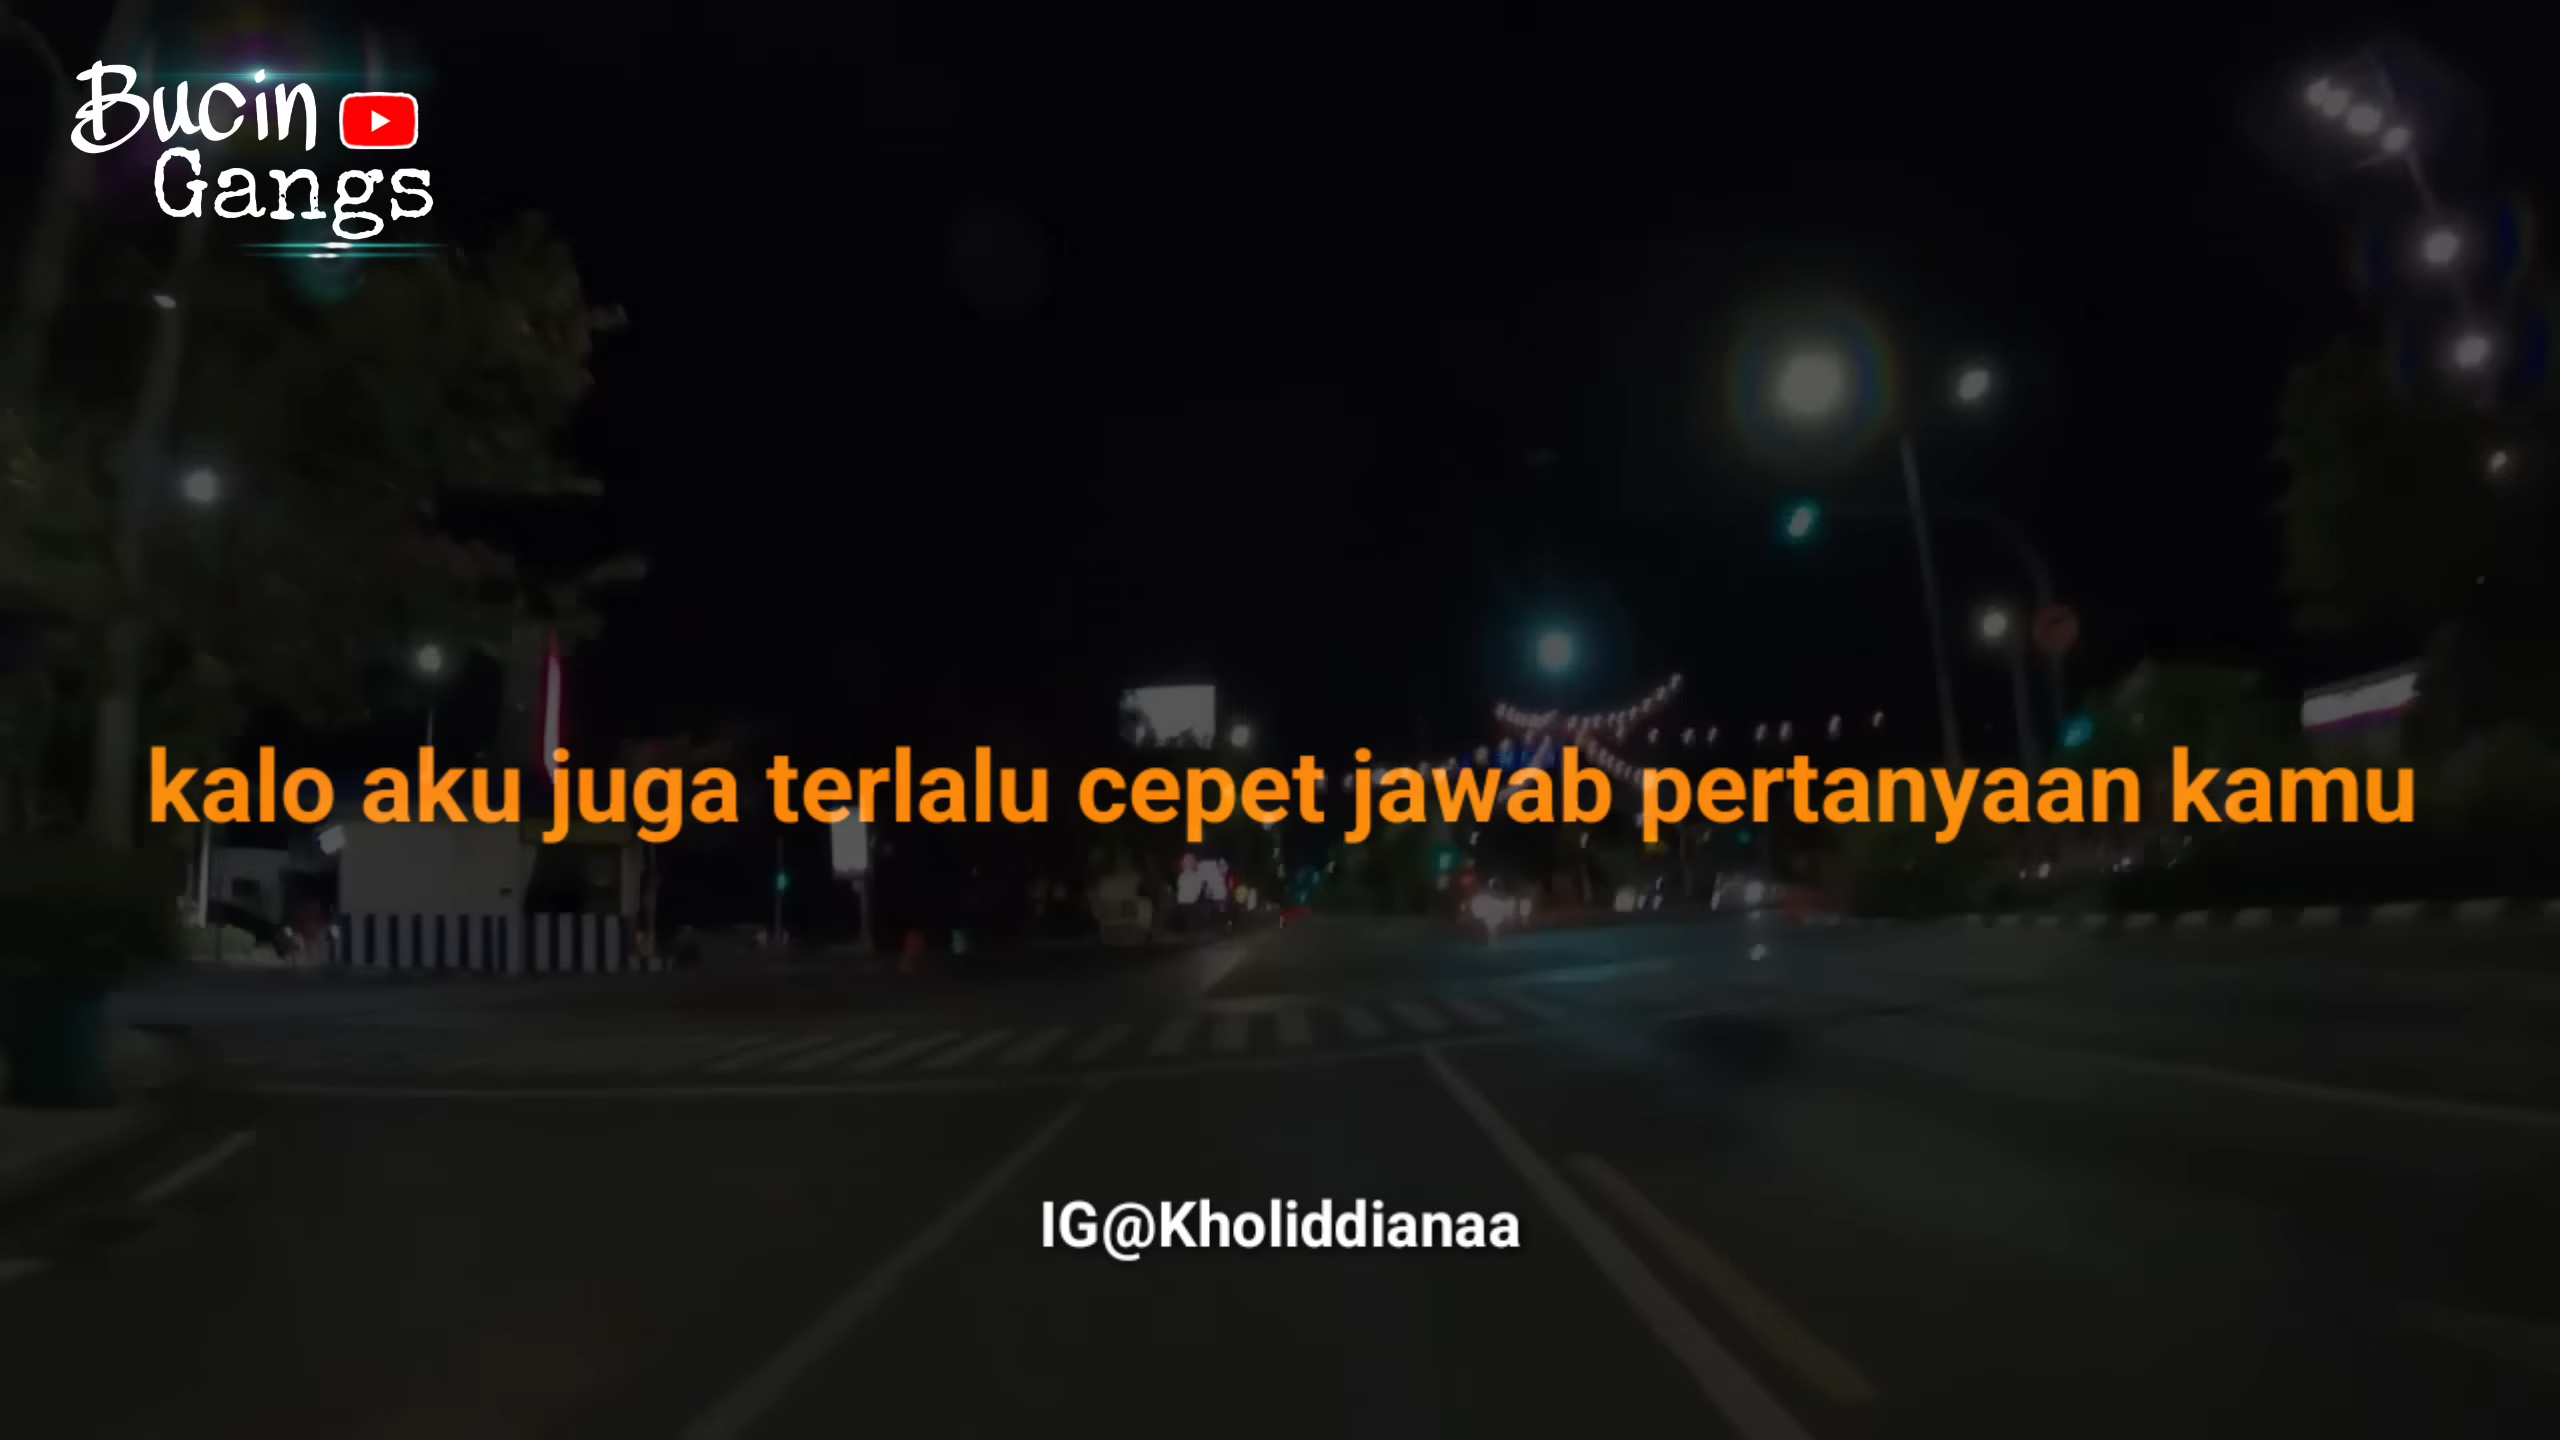 Bucin
Gangs
kalo aku juga terlalu cepet jawab pertanyaan kamu
IG@Kholiddianaa